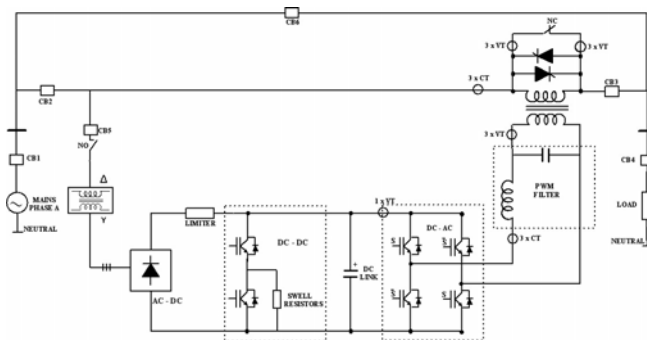 CB6
NC
3 x VT
3 x VT
3 x CT
CB2
CB3
CB5
NO
3 x VT
CB1
CB4
Δ
PWM
FILTER
MAINS
PHASE A
LOAD
Y
NEUTRAL
NEUTRAL
LIMITER
1 x VT
3 x CT
DC - DC
DC - AC
+
DC
LINK
SWELL
RESISTORS
AC - DC